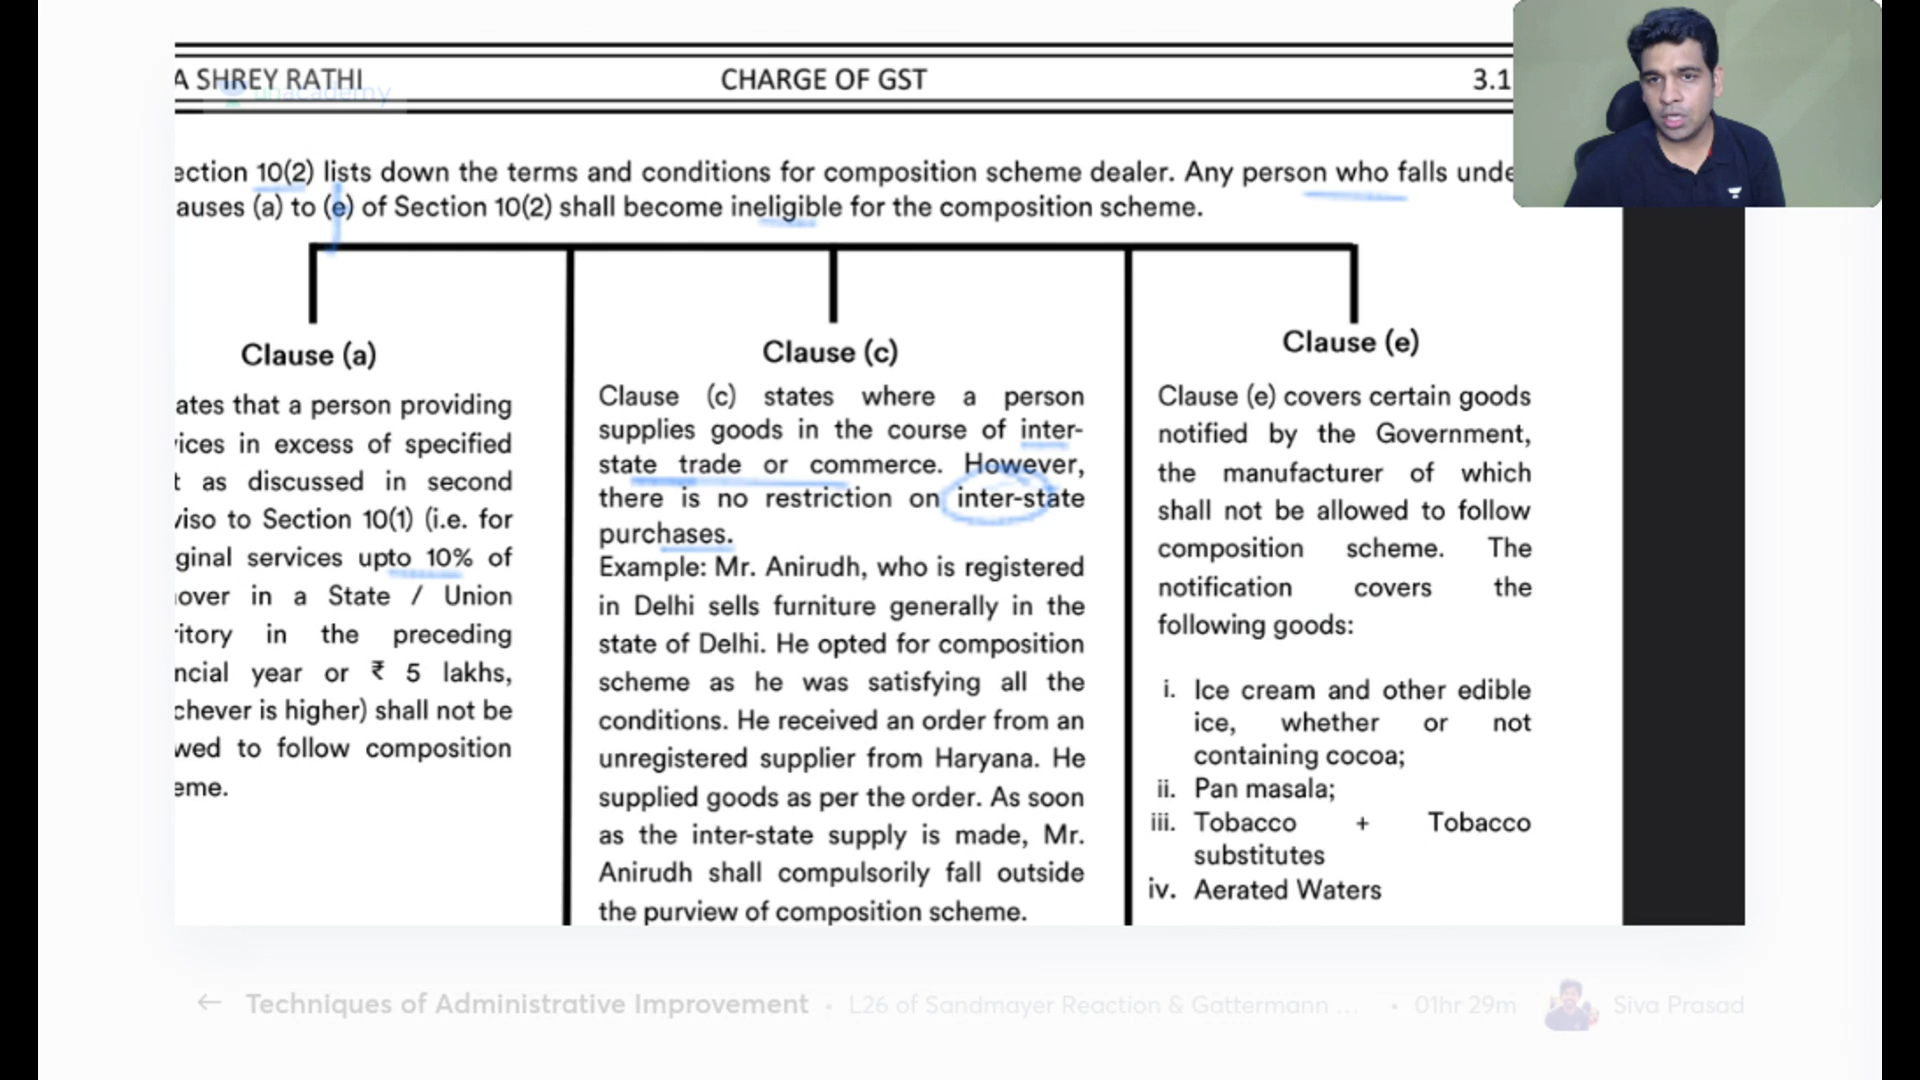 A SHREY RATHI CHARGE OF GST 3.1
unacademy
ection 10(2) lists down the terms and conditions for composition scheme dealer. Any person who falls unde
auses (a) to (e) of Section 10(2) shall become ineligible for the composition scheme.
Clause (a)
ates that a person providing
ices in excess of specified
t as discussed in second
viso to Section 10(1) (i.e. for
ginal services upto 10% of
over in a State / Union
ritory in the preceding
ncial year or ₹ 5 lakhs,
chever is higher) shall not be
wed to follow composition
eme.
Clause (c)
Clause (c) states where a person
supplies goods in the course of inter-
state trade or commerce. However,
there is no restriction on inter-state
purchases.
Example: Mr. Anirudh, who is registered
in Delhi sells furniture generally in the
state of Delhi. He opted for composition
scheme as he was satisfying all the
conditions. He received an order from an
unregistered supplier from Haryana. He
supplied goods as per the order. As soon
as the inter-state supply is made, Mr.
Anirudh shall compulsorily fall outside
the purview of composition scheme.
Clause (e)
Clause (e) covers certain goods
notified by the Government,
the manufacturer of which
shall not be allowed to follow
composition scheme. The
notification covers the
following goods:
i. Ice cream and other edible
ice, whether or not
containing cocoa;
ii. Pan masala;
iii. Tobacco + Tobacco
substitutes
iv. Aerated Waters
← Techniques of Administrative Improvement • L26 of Sandmayer Reaction & Gattermann ... • 01hr 29m Siva Prasad